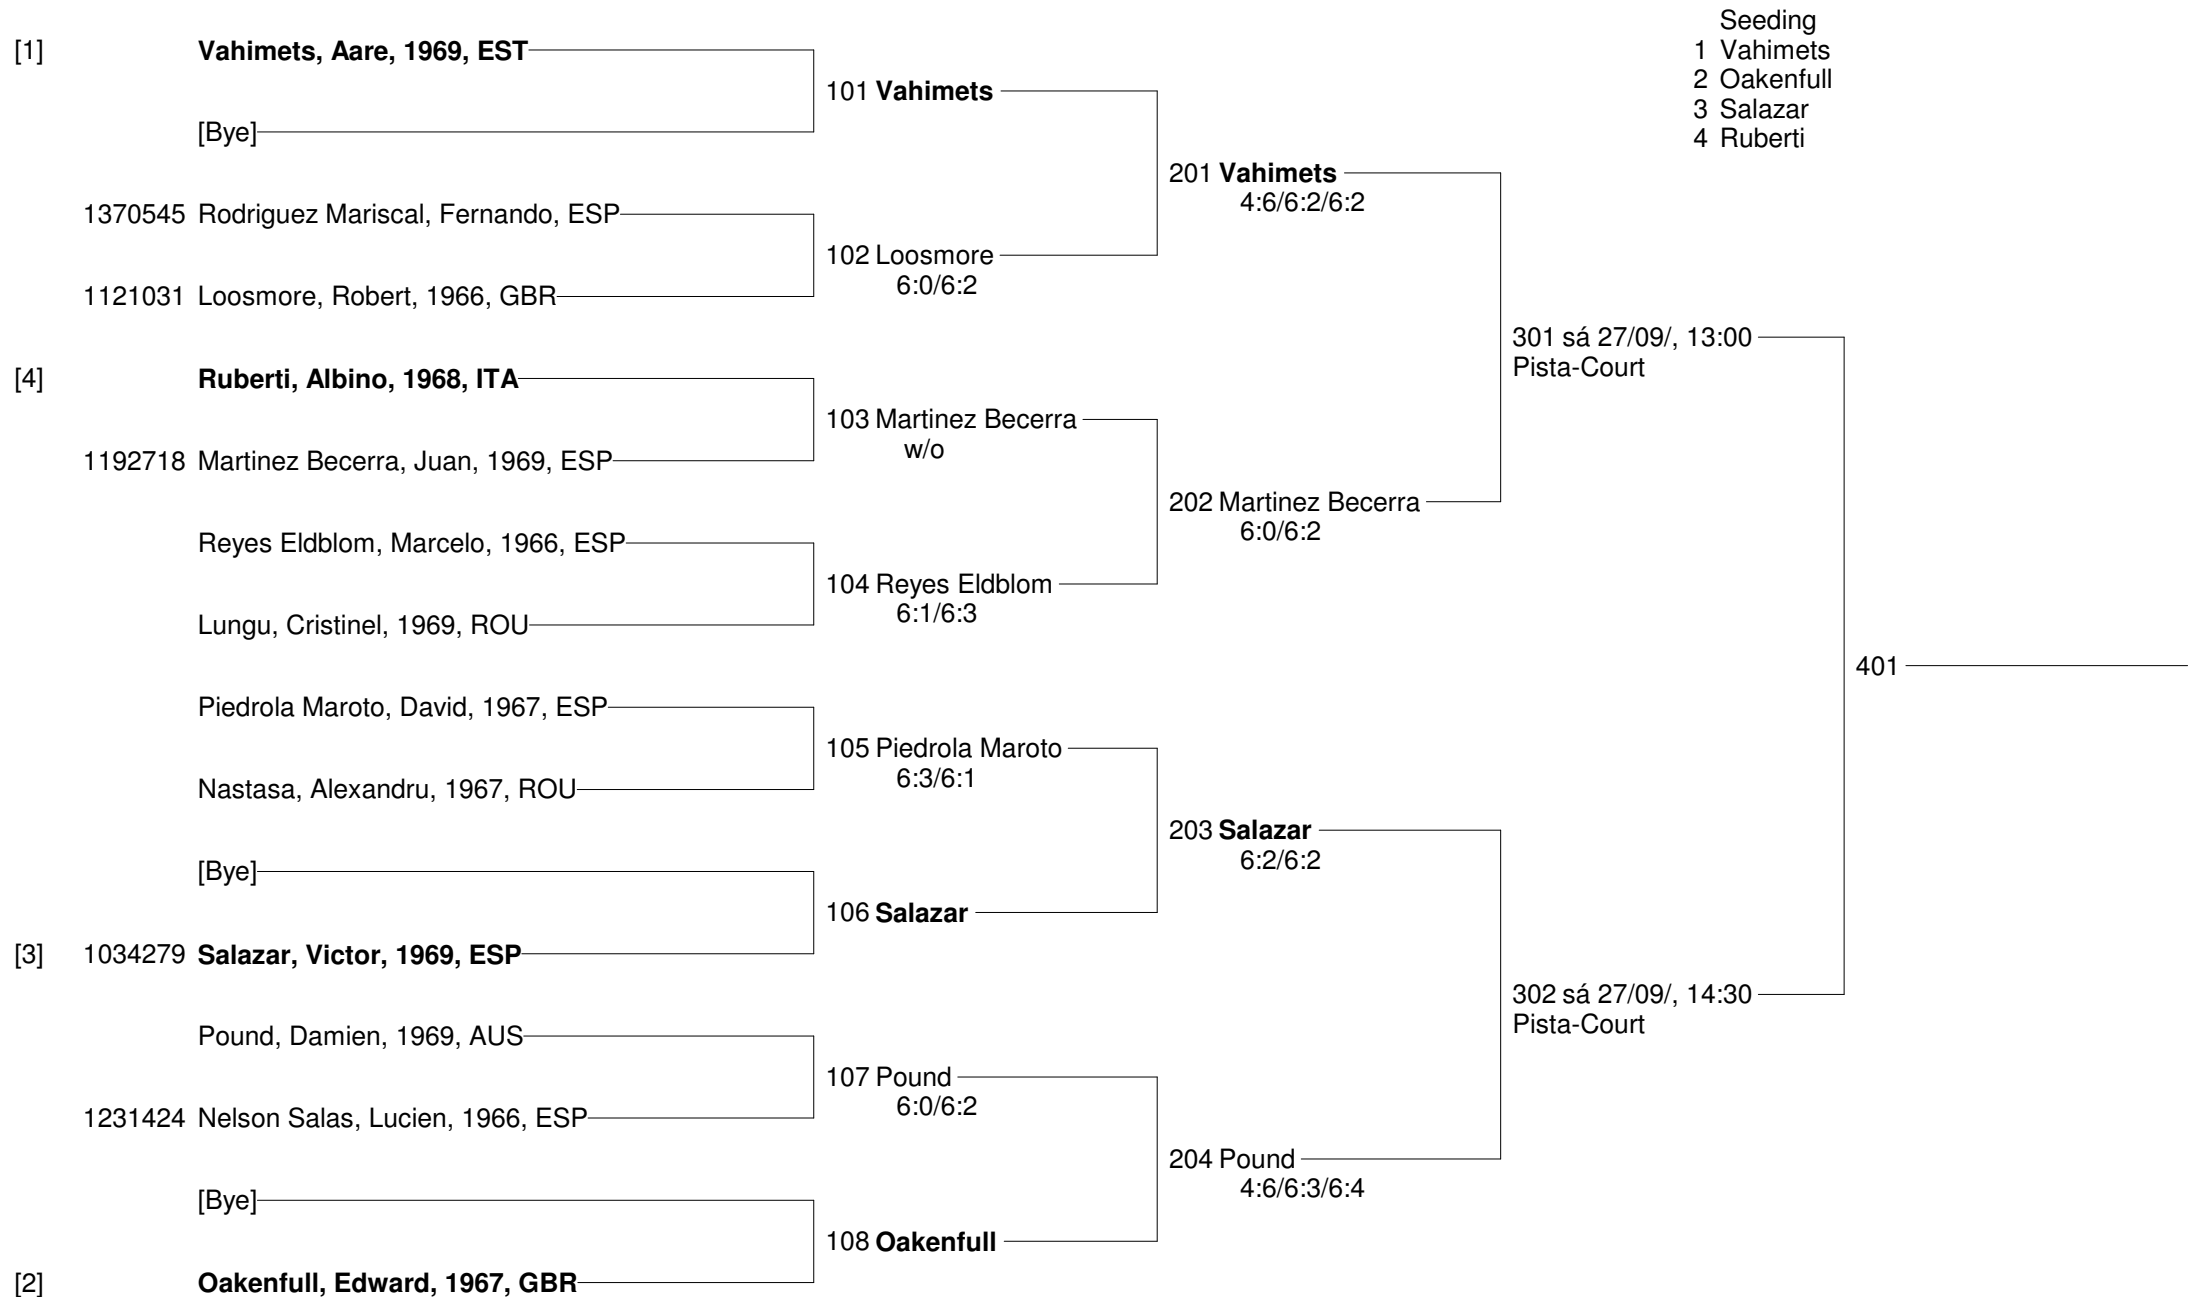 Seeding
1 Vahimets
2 Oakenfull
3 Salazar
4 Ruberti
[1] Vahimets, Aare, 1969, EST
[Bye]
1370545 Rodriguez Mariscal, Fernando, ESP
1121031 Loosmore, Robert, 1966, GBR
[4] Ruberti, Albino, 1968, ITA
1192718 Martinez Becerra, Juan, 1969, ESP
Reyes Eldblom, Marcelo, 1966, ESP
Lungu, Cristinel, 1969, ROU
Piedrola Maroto, David, 1967, ESP
Nastasa, Alexandru, 1967, ROU
[Bye]
[3] 1034279 Salazar, Victor, 1969, ESP
Pound, Damien, 1969, AUS
1231424 Nelson Salas, Lucien, 1966, ESP
[Bye]
[2] Oakenfull, Edward, 1967, GBR
101 Vahimets
102 Loosmore
6:0/6:2
103 Martinez Becerra
w/o
104 Reyes Eldblom
6:1/6:3
105 Piedrola Maroto
6:3/6:1
106 Salazar
107 Pound
6:0/6:2
108 Oakenfull
201 Vahimets
4:6/6:2/6:2
202 Martinez Becerra
6:0/6:2
203 Salazar
6:2/6:2
204 Pound
4:6/6:3/6:4
301 sá 27/09/, 13:00
Pista-Court
302 sá 27/09/, 14:30
Pista-Court
401